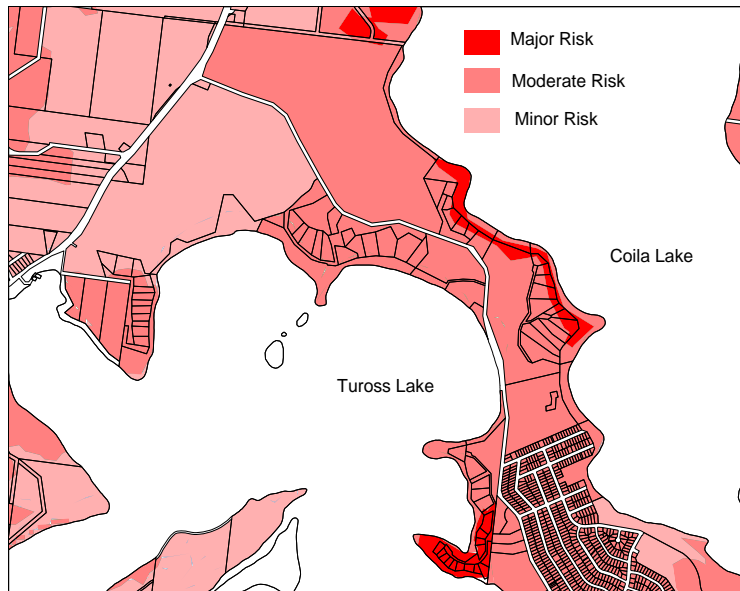 Major Risk
Moderate Risk
Minor Risk
Coila Lake
Tuross Lake